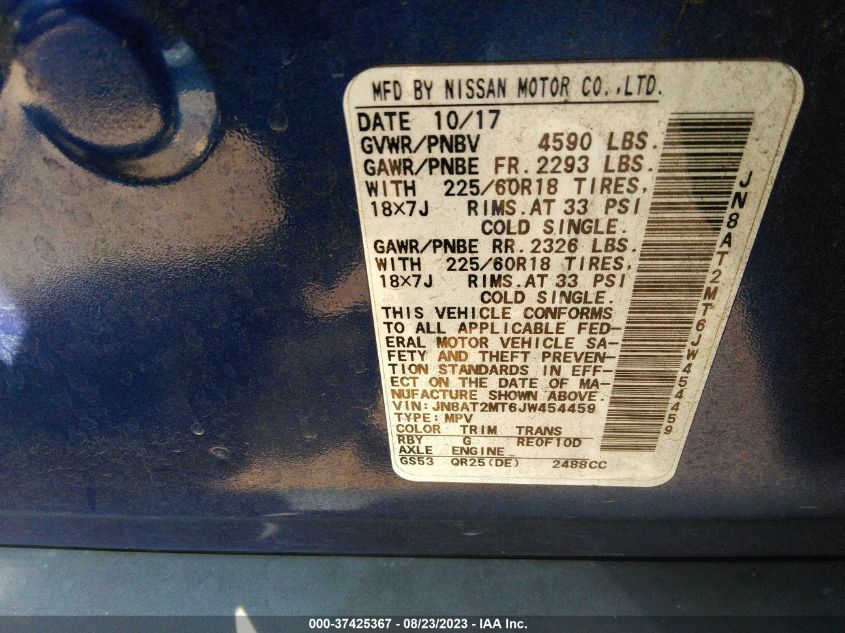 MFD BY NISSAN MOTOR CO.,LTD.
DATE 10/17
GVWR/PNBV 4590 LBS.
GAWR/PNBE FR. 2293 LBS.
WITH 225/60R18 TIRES,
18×7J RIMS.AT 33 PSI
COLD SINGLE.
GAWR/PNBE RR. 2326 LBS.
WITH 225/60R18 TIRES,
18×7J RIMS.AT 33 PSI
COLD SINGLE.
THIS VEHICLE CONFORMS
TO ALL APPLICABLE FED-
ERAL MOTOR VEHICLE SA-
FETY AND THEFT PREVEN-
TION STANDARDS IN EFF-
ECT ON THE DATE OF MA-
NUFACTURE SHOWN ABOVE.
VIN:JN8AT2MT6JW454459
TYPE:MPV
COLOR TRIM TRANS
RBY G RE0F10D
AXLE ENGINE
GS53 QR25(DE) 2488CC
JN8AT2MT6JW454459
000-37425367 - 08/23/2023 - IAA Inc.